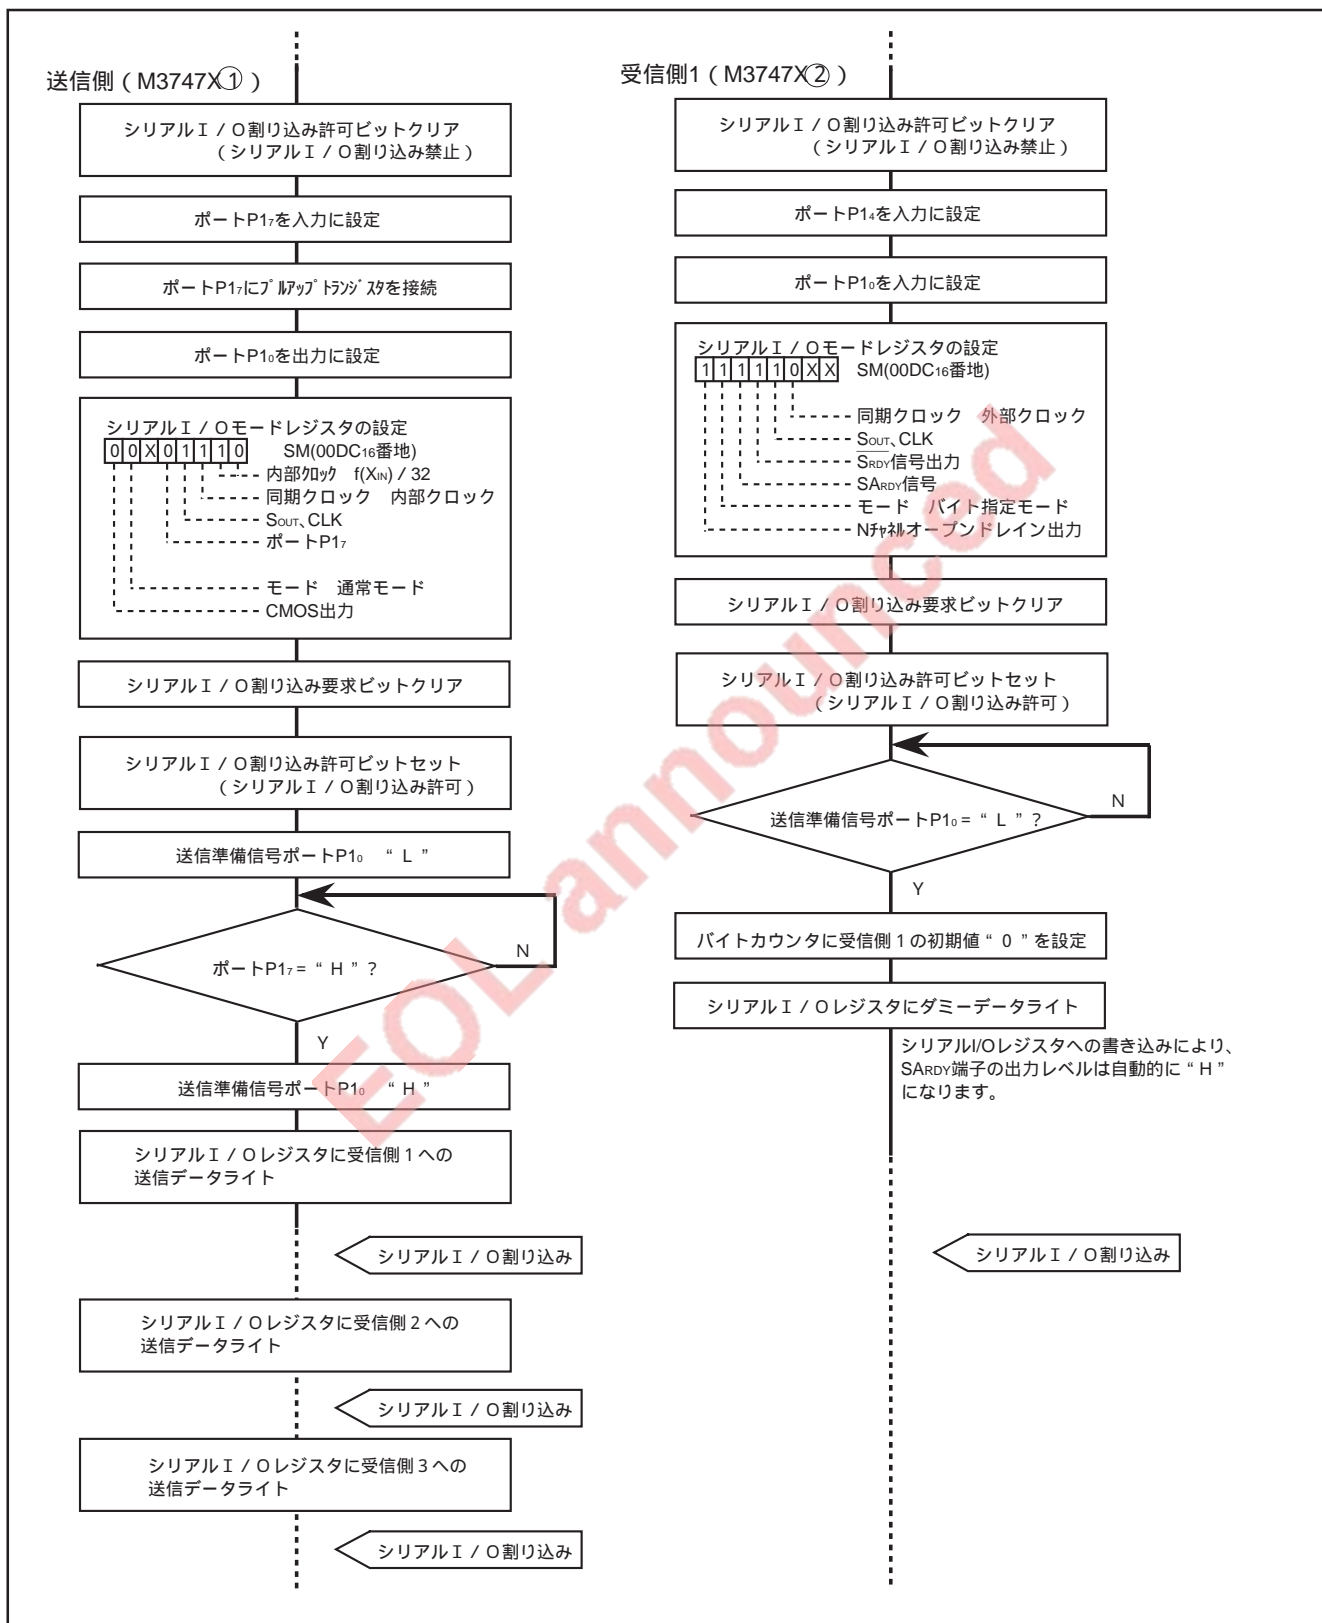 送信側（M3747X①）
シリアルＩ／Ｏ割り込み許可ビットクリア
（シリアルＩ／Ｏ割り込み禁止）
ポートP17を入力に設定
ポートP17にﾌﾟﾙｱｯﾌﾟﾄﾗﾝｼﾞｽﾀを接続
ポートP10を出力に設定
シリアルＩ／Ｏモードレジスタの設定
0 0 X 0 1 1 1 0 SM(00DC16番地)
内部ｸﾛｯｸ f(XIN) / 32
同期クロック 内部クロック
SOUT、CLK
ポートP17
モード 通常モード
CMOS出力
シリアルＩ／Ｏ割り込み要求ビットクリア
シリアルＩ／Ｏ割り込み許可ビットセット
（シリアルＩ／Ｏ割り込み許可）
送信準備信号ポートP10 “Ｌ”
ポートP17 = “Ｈ”？
N
Y
送信準備信号ポートP10 “Ｈ”
シリアルＩ／Ｏレジスタに受信側１への
送信データライト
シリアルＩ／Ｏ割り込み
シリアルＩ／Ｏレジスタに受信側２への
送信データライト
シリアルＩ／Ｏ割り込み
シリアルＩ／Ｏレジスタに受信側３への
送信データライト
シリアルＩ／Ｏ割り込み
受信側1（M3747X②）
シリアルＩ／Ｏ割り込み許可ビットクリア
（シリアルＩ／Ｏ割り込み禁止）
ポートP14を入力に設定
ポートP10を入力に設定
シリアルＩ／Ｏモードレジスタの設定
1 1 1 1 1 0 X X SM(00DC16番地)
同期クロック 外部クロック
SOUT、CLK
SRDY信号出力
SARDY信号
モード バイト指定モード
Nﾁｬﾈﾙオープンドレイン出力
シリアルＩ／Ｏ割り込み要求ビットクリア
シリアルＩ／Ｏ割り込み許可ビットセット
（シリアルＩ／Ｏ割り込み許可）
送信準備信号ポートP10 = “Ｌ”？
N
Y
バイトカウンタに受信側１の初期値“０”を設定
シリアルＩ／Ｏレジスタにダミーデータライト
シリアルI/Oレジスタへの書き込みにより、
SARDY端子の出力レベルは自動的に“Ｈ”
になります。
シリアルＩ／Ｏ割り込み
EOL announced